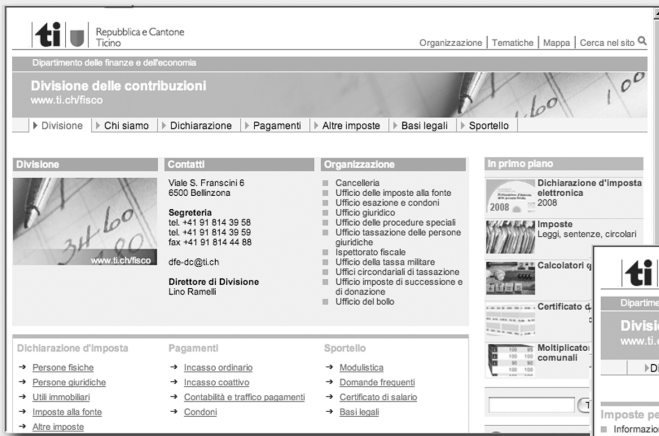 ti
Repubblica e Cantone
Ticino
Organizzazione | Tematiche | Mappa | Cerca nel sito
Dipartimento delle finanze e dell'economia
Divisione delle contribuzioni
www.ti.ch/fisco
Divisione
Chi siamo
Dichiarazione
Pagamenti
Altre imposte
Basi legali
Sportello
Divisione
www.ti.ch/fisco
Contatti
Viale S. Franscini 6
6500 Bellinzona
Segreteria
tel. +41 91 814 39 58
tel. +41 91 814 39 59
fax +41 91 814 44 88
dfe-dc@ti.ch
Direttore di Divisione
Lino Ramelli
Organizzazione
Cancelleria
Ufficio delle imposte alla fonte
Ufficio esazione e condoni
Ufficio giuridico
Ufficio delle procedure speciali
Ufficio tassazione delle persone
giuridiche
Ispettorato fiscale
Ufficio della tassa militare
Uffici circondariali di tassazione
Ufficio imposte di successione e
di donazione
Ufficio del bollo
In primo piano
2008
Dichiarazione d'imposta
elettronica
2008
Imposte
Leggi, sentenze, circolari
Calcolatori
Certificato d
Moltiplicato
comunali
Dichiarazione d'imposta
Persone fisiche
Persone giuridiche
Utili immobiliari
Imposte alla fonte
Altre imposte
Pagamenti
Incasso ordinario
Incasso coattivo
Contabilità e traffico pagamenti
Condoni
Sportello
Modulistica
Domande frequenti
Certificato di salario
Basi legali
ti
Dipartime
Divisi
www.ti.
Di
Imposte pe
Informazio